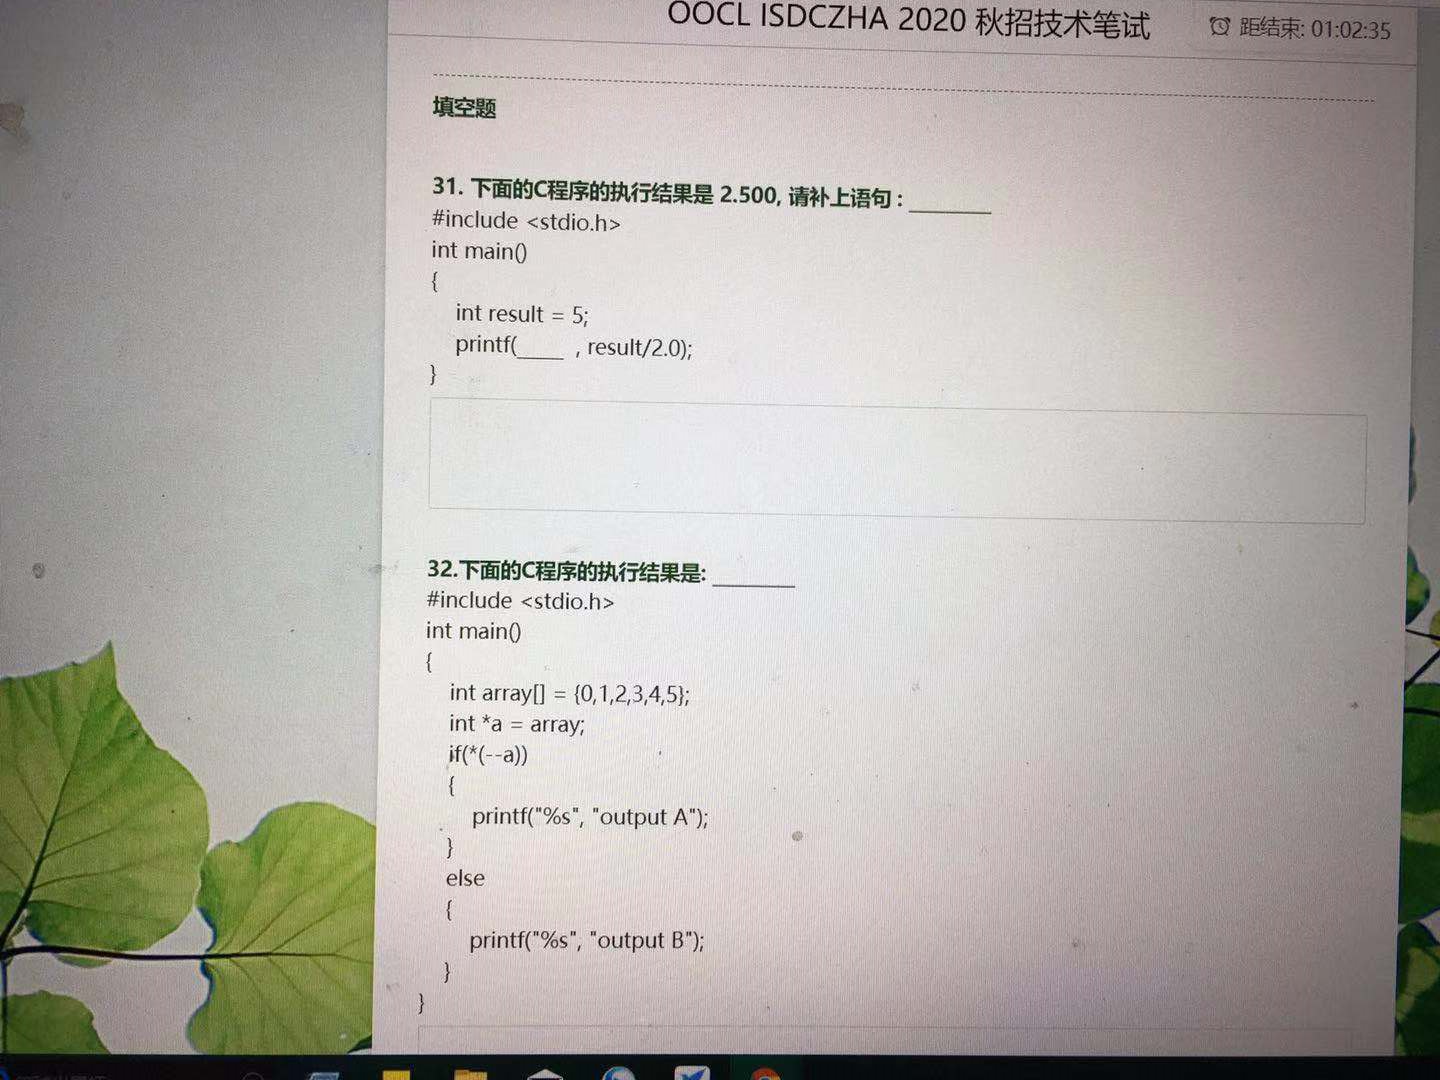 OOCL ISDCZHA 2020 秋招技术笔试
距结束: 01:02:35
填空题
31. 下面的C程序的执行结果是 2.500, 请补上语句 : ________
#include <stdio.h>
int main()
{
int result = 5;
printf(____ , result/2.0);
}
32.下面的C程序的执行结果是: ________
#include <stdio.h>
int main()
{
int array[] = {0,1,2,3,4,5};
int *a = array;
if(*(--a))
{
printf("%s", "output A");
}
else
{
printf("%s", "output B");
}
}